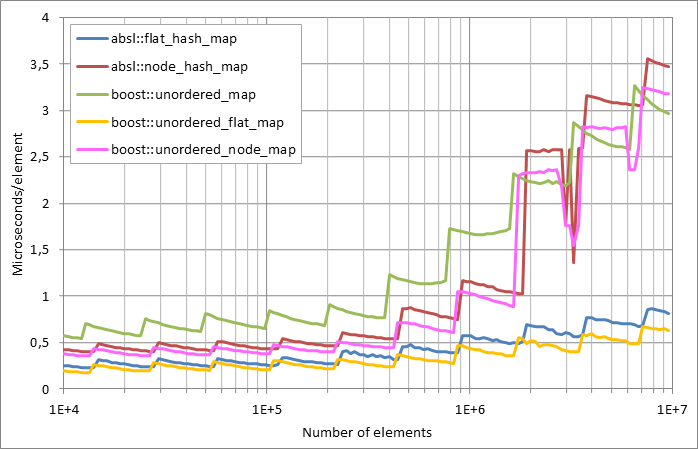 4
3,5
3
2,5
2
1,5
1
0,5
0
Microseconds/element
absl::flat_hash_map
absl::node_hash_map
boost::unordered_map
boost::unordered_flat_map
boost::unordered_node_map
1E+4 1E+5 1E+6 1E+7
Number of elements